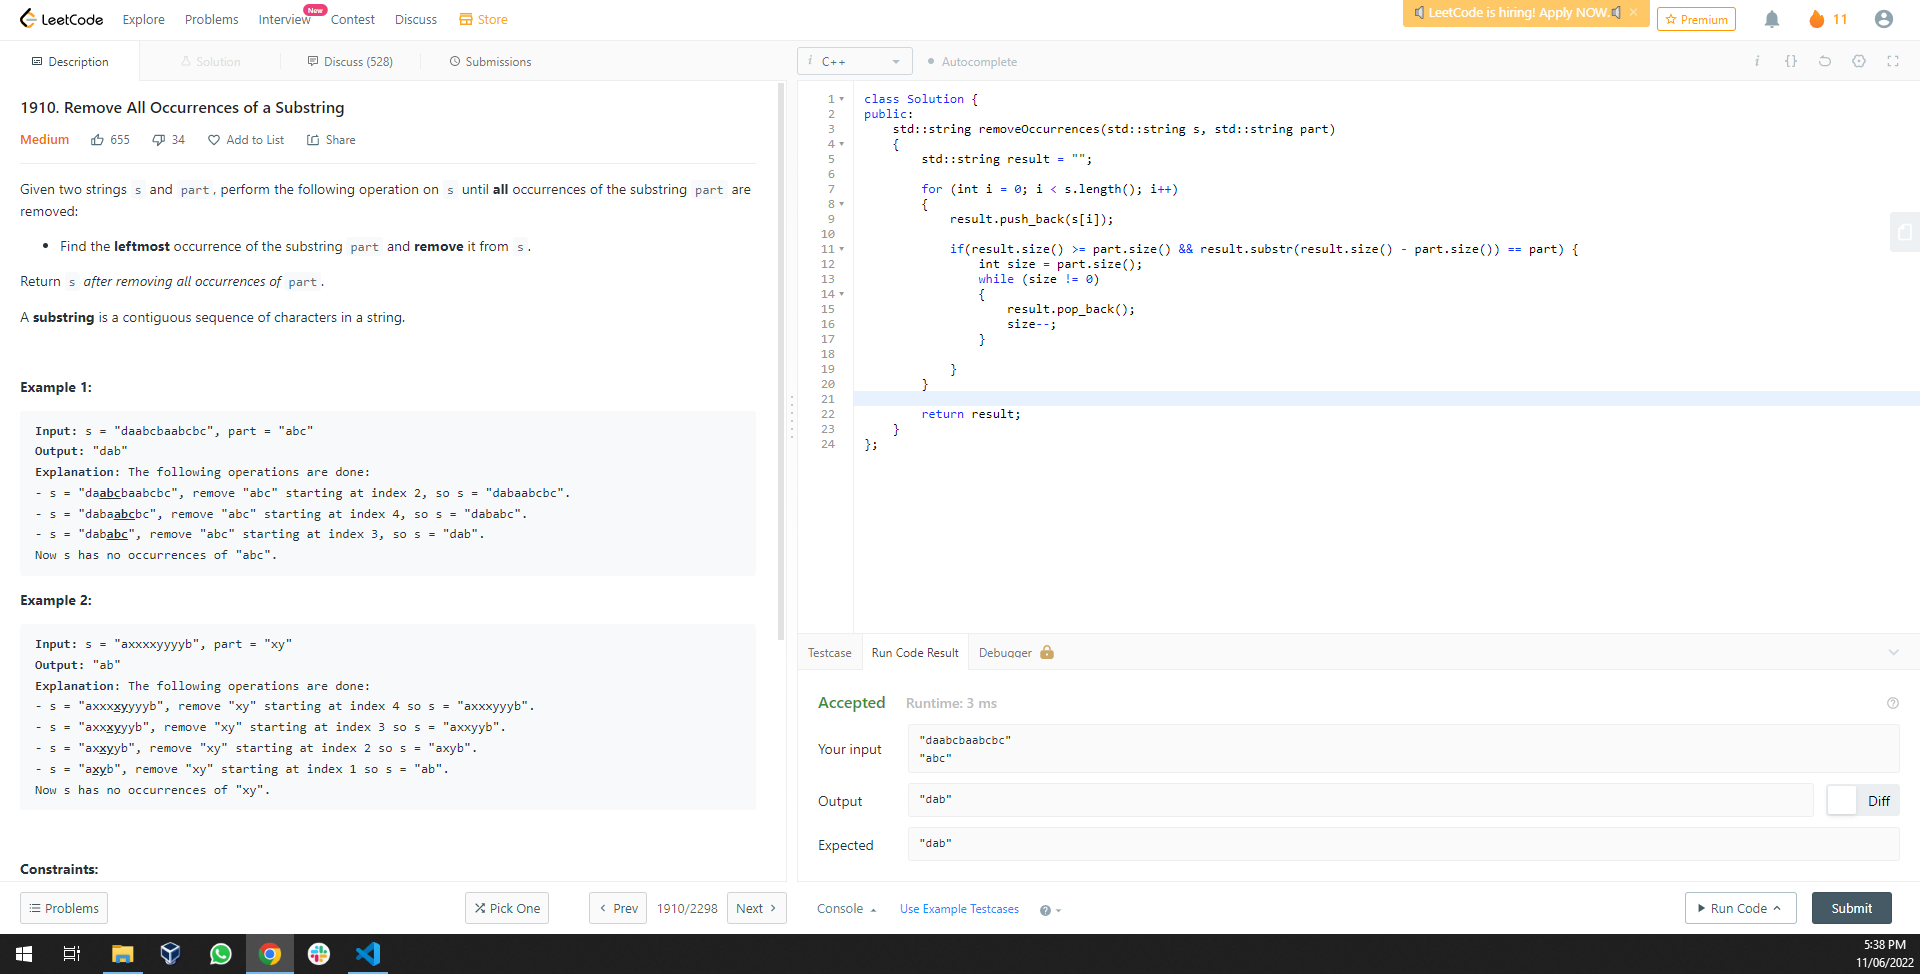 LeetCode Explore Problems Interview New Contest Discuss Store LeetCode is hiring! Apply NOW. × Premium 11
Description Solution Discuss (528) Submissions
1910. Remove All Occurrences of a Substring
Medium 655 34 Add to List Share
Given two strings s and part, perform the following operation on s until all occurrences of the substring part are
removed:
• Find the leftmost occurrence of the substring part and remove it from s.
Return s after removing all occurrences of part.
A substring is a contiguous sequence of characters in a string.
Example 1:
Input: s = "daabcbaabcbc", part = "abc"
Output: "dab"
Explanation: The following operations are done:
- s = "daabcbaabcbc", remove "abc" starting at index 2, so s = "dabaabcbc".
- s = "dabaabcbc", remove "abc" starting at index 4, so s = "dababc".
- s = "dababc", remove "abc" starting at index 3, so s = "dab".
Now s has no occurrences of "abc".
Example 2:
Input: s = "axxxxyyyyb", part = "xy"
Output: "ab"
Explanation: The following operations are done:
- s = "axxxxyyyyb", remove "xy" starting at index 4 so s = "axxxyyyb".
- s = "axxxyyyb", remove "xy" starting at index 3 so s = "axxyyb".
- s = "axxyyb", remove "xy" starting at index 2 so s = "axyb".
- s = "axyb", remove "xy" starting at index 1 so s = "ab".
Now s has no occurrences of "xy".
Constraints:
Problems Pick One Prev 1910/2298 Next
i C++ Autocomplete i {}
1 class Solution {
2 public:
3 std::string removeOccurrences(std::string s, std::string part)
4 {
5 std::string result = "";
6
7 for (int i = 0; i < s.length(); i++)
8 {
9 result.push_back(s[i]);
10
11 if(result.size() >= part.size() && result.substr(result.size() - part.size()) == part) {
12 int size = part.size();
13 while (size != 0)
14 {
15 result.pop_back();
16 size--;
17 }
18
19 }
20 }
21
22 return result;
23 }
24 };
Testcase Run Code Result Debugger
Accepted Runtime: 3 ms
Your input
"daabcbaabcbc"
"abc"
Output "dab" Diff
Expected "dab"
Console Use Example Testcases Run Code Submit
5:38 PM
11/06/2022